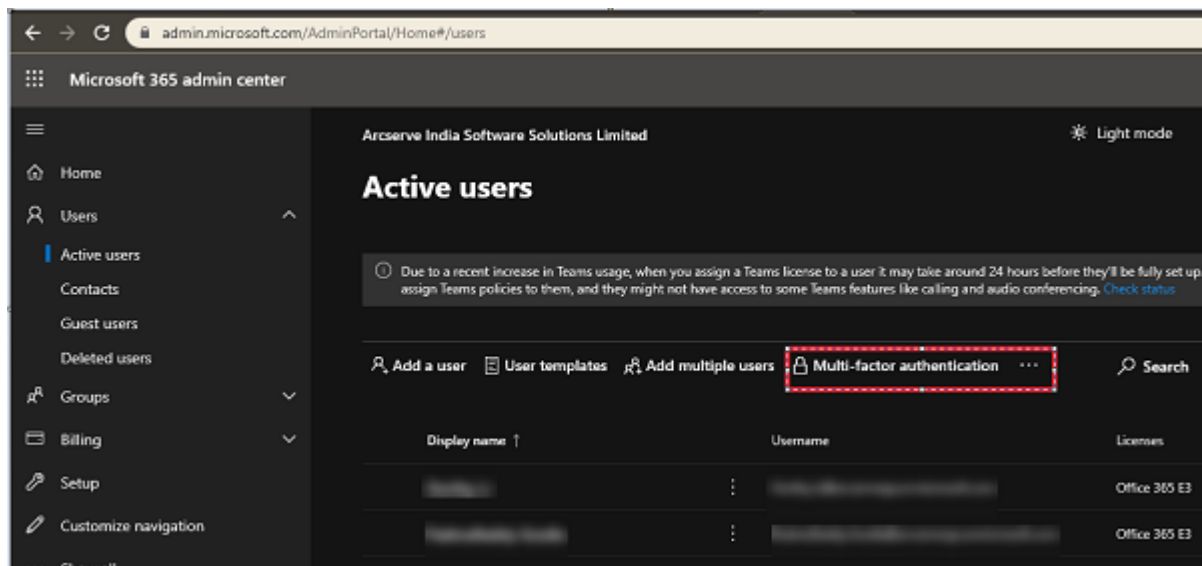 admin.microsoft.com/AdminPortal/Home#/users
Microsoft 365 admin center
Arcserve India Software Solutions Limited
Light mode
Home
Active users
Users
Active users
Due to a recent increase in Teams usage, when you assign a Teams license to a user it may take around 24 hours before they'll be fully set up.
assign Teams policies to them, and they might not have access to some Teams features like calling and audio conferencing. Check status
Contacts
Guest users
Deleted users
Add a user User templates Add multiple users Multi-factor authentication ... Search
Groups
Billing
Display name ↑ Username Licenses
Setup
Office 365 E3
Customize navigation
Office 365 E3